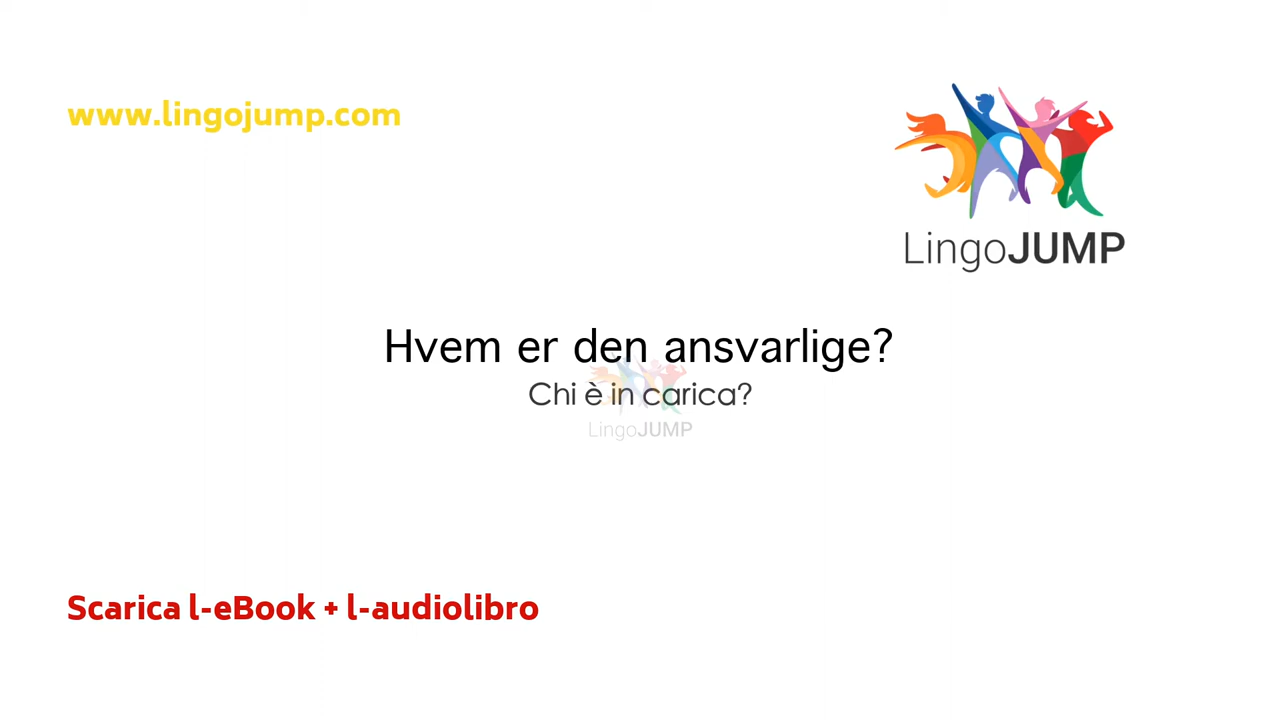 www.lingojump.com
LingoJUMP
Hvem er den ansvarlige?
Chi è in carica?
LingoJUMP
Scarica l-eBook + l-audiolibro